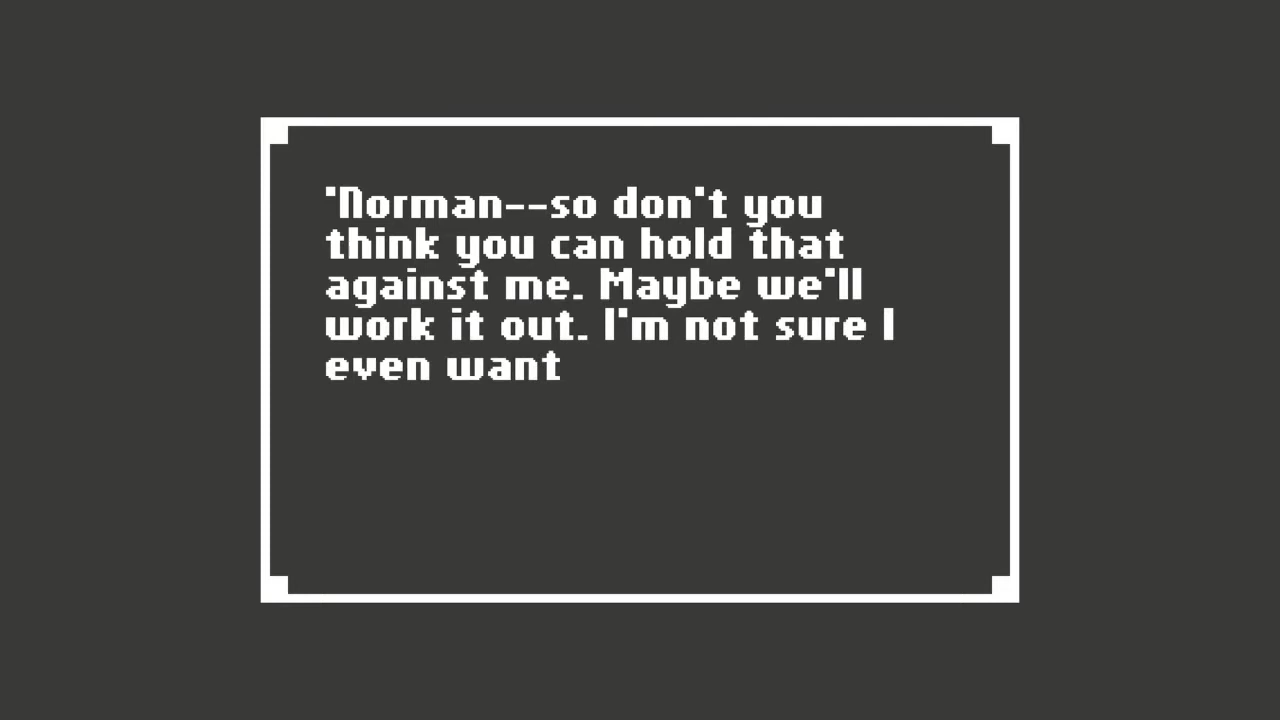 'Norman--so don't you
think you can hold that
against me. Maybe we'll
work it out. I'm not sure I
even want